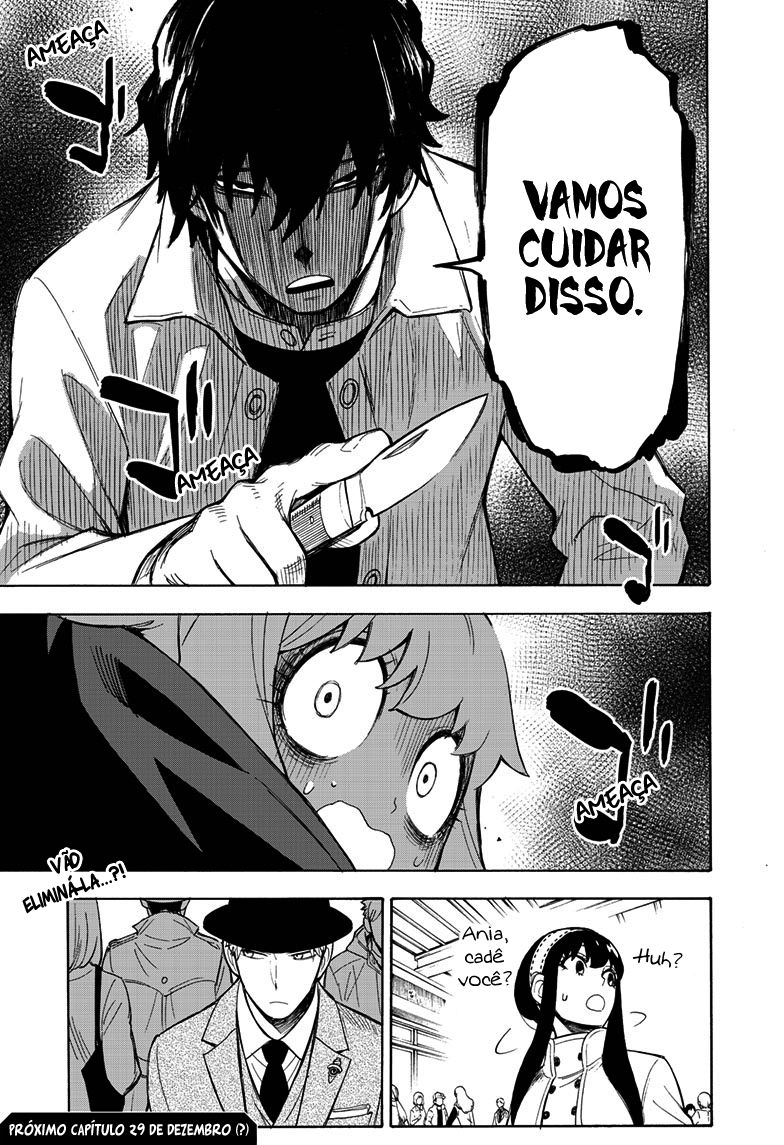 AMEAÇA
VAMOS
CUIDAR
DISSO.
AMEAÇA
AMEAÇA
VÃO
ELIMINÁ-LA...?!
Ania,
cadê
você?
Huh?
PRÓXIMO CAPÍTULO 29 DE DEZEMBRO (?)